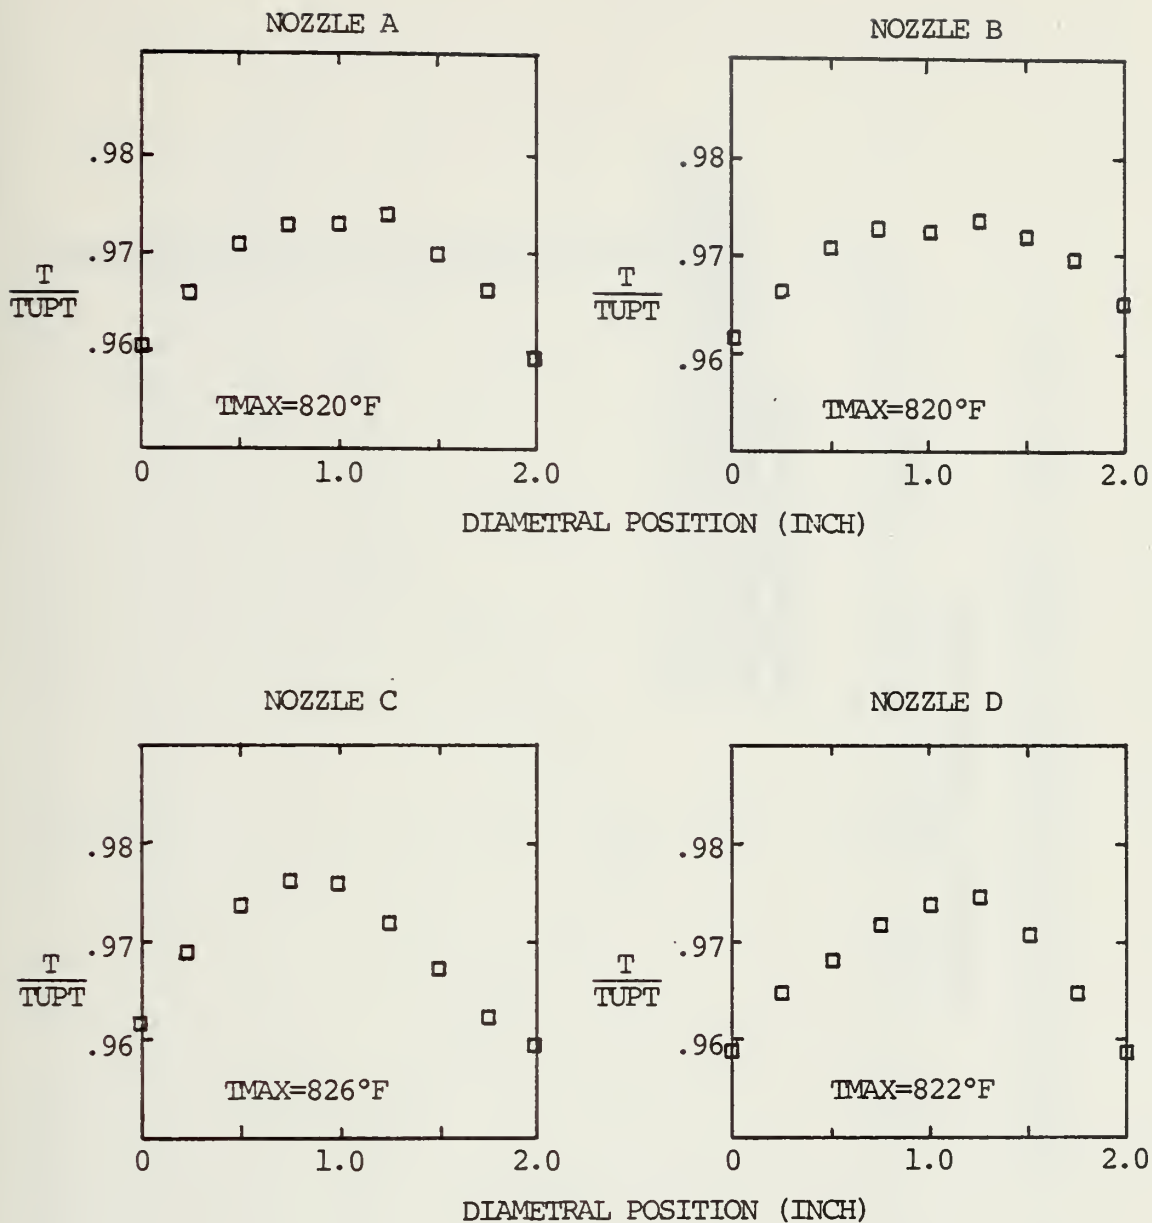 NOZZLE A
NOZZLE B
.98
.97
.96
T
TUPT
TMAX=820°F
0
1.0
2.0
.98
.97
.96
T
TUPT
TMAX=820°F
0
1.0
2.0
DIAMETRAL POSITION (INCH)
NOZZLE C
NOZZLE D
.98
.97
.96
T
TUPT
TMAX=826°F
0
1.0
2.0
.98
.97
.96
T
TUPT
TMAX=822°F
0
1.0
2.0
DIAMETRAL POSITION (INCH)